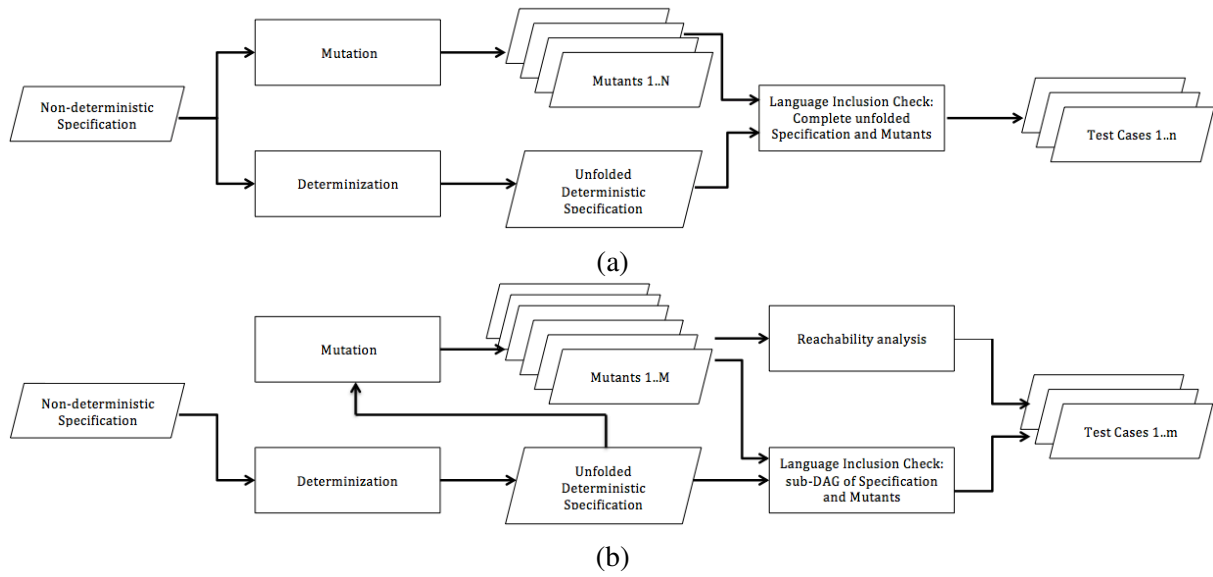 Mutation
Mutants 1..N
Non-deterministic
Specification
Language Inclusion Check:
Complete unfolded
Specification and Mutants
Test Cases 1..n
Determinization
Unfolded
Deterministic
Specification
(a)
Mutation
Mutants 1..M
Reachability analysis
Non-deterministic
Specification
Test Cases 1..m
Determinization
Unfolded
Deterministic
Specification
Language Inclusion Check:
sub-DAG of Specification
and Mutants
(b)